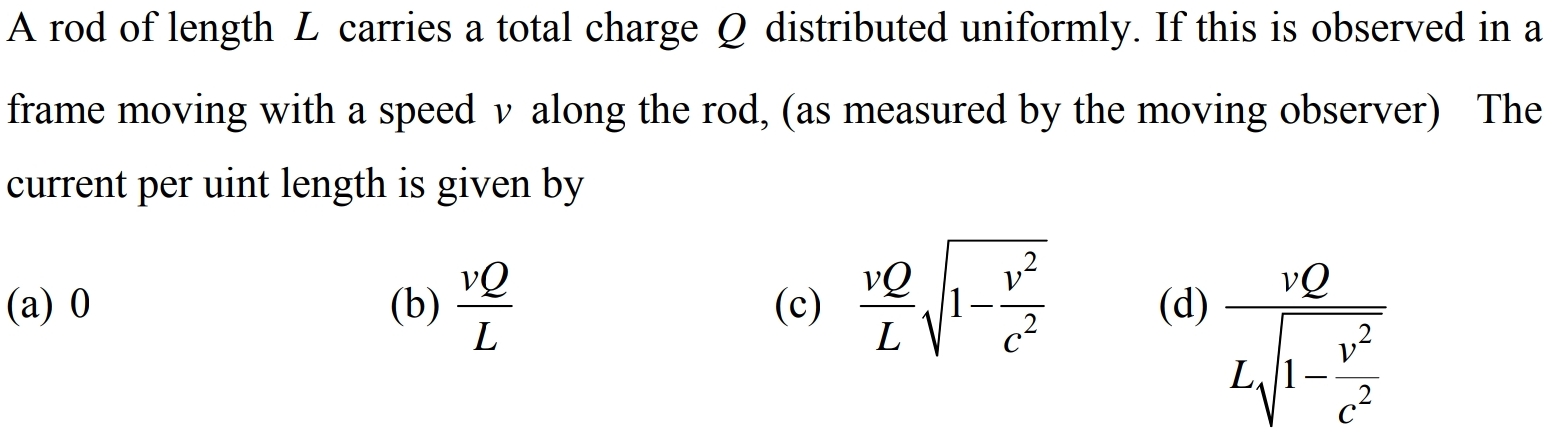 A rod of length L carries a total charge Q distributed uniformly. If this is observed in a
frame moving with a speed v along the rod, (as measured by the moving observer) The
current per uint length is given by
(a) 0 (b) \frac{vQ}{L} (c) \frac{vQ}{L}\sqrt{1-\frac{v^2}{c^2}} (d) \frac{vQ}{L\sqrt{1-\frac{v^2}{c^2}}}